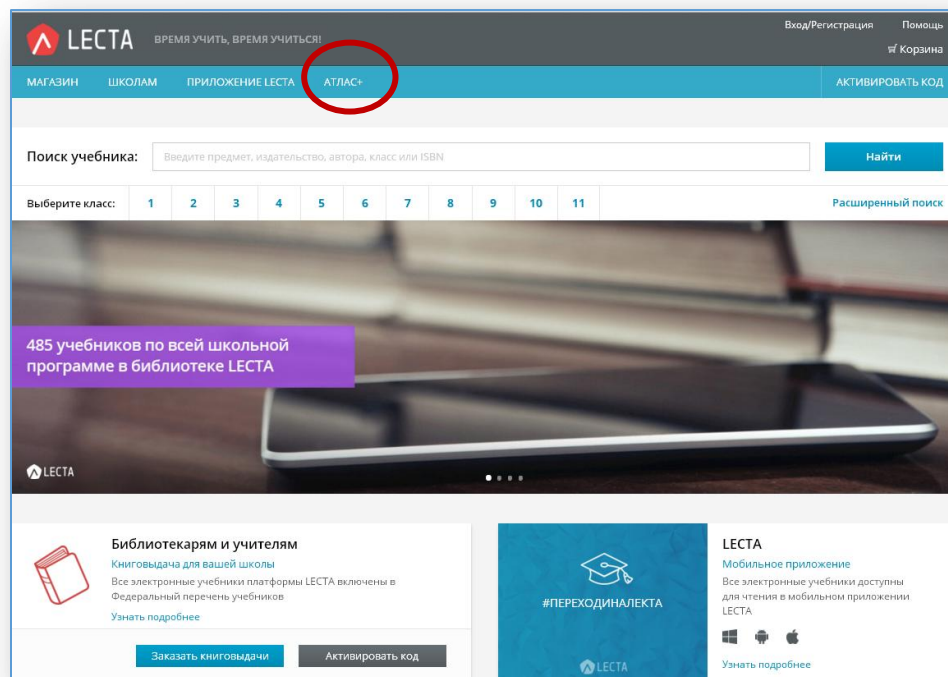 LECTA ВРЕМЯ УЧИТЬ, ВРЕМЯ УЧИТЬСЯ!
Вход/Регистрация Помощь
Корзина
МАГАЗИН ШКОЛАМ ПРИЛОЖЕНИЕ LECTA АТЛАС+ АКТИВИРОВАТЬ КОД
Поиск учебника: Введите предмет, издательство, автора, класс или ISBN Найти
Выберите класс: 1 2 3 4 5 6 7 8 9 10 11 Расширенный поиск
485 учебников по всей школьной
программе в библиотеке LECTA
LECTA
Библиотекарям и учителям
Книговыдача для вашей школы
Все электронные учебники платформы LECTA включены в
Федеральный перечень учебников
Узнать подробнее
Заказать книговыдачи Активировать код
#ПЕРЕХОДИНАЛЕКТА
LECTA
LECTA
Мобильное приложение
Все электронные учебники доступны
для чтения в мобильном приложении
LECTA
Узнать подробнее